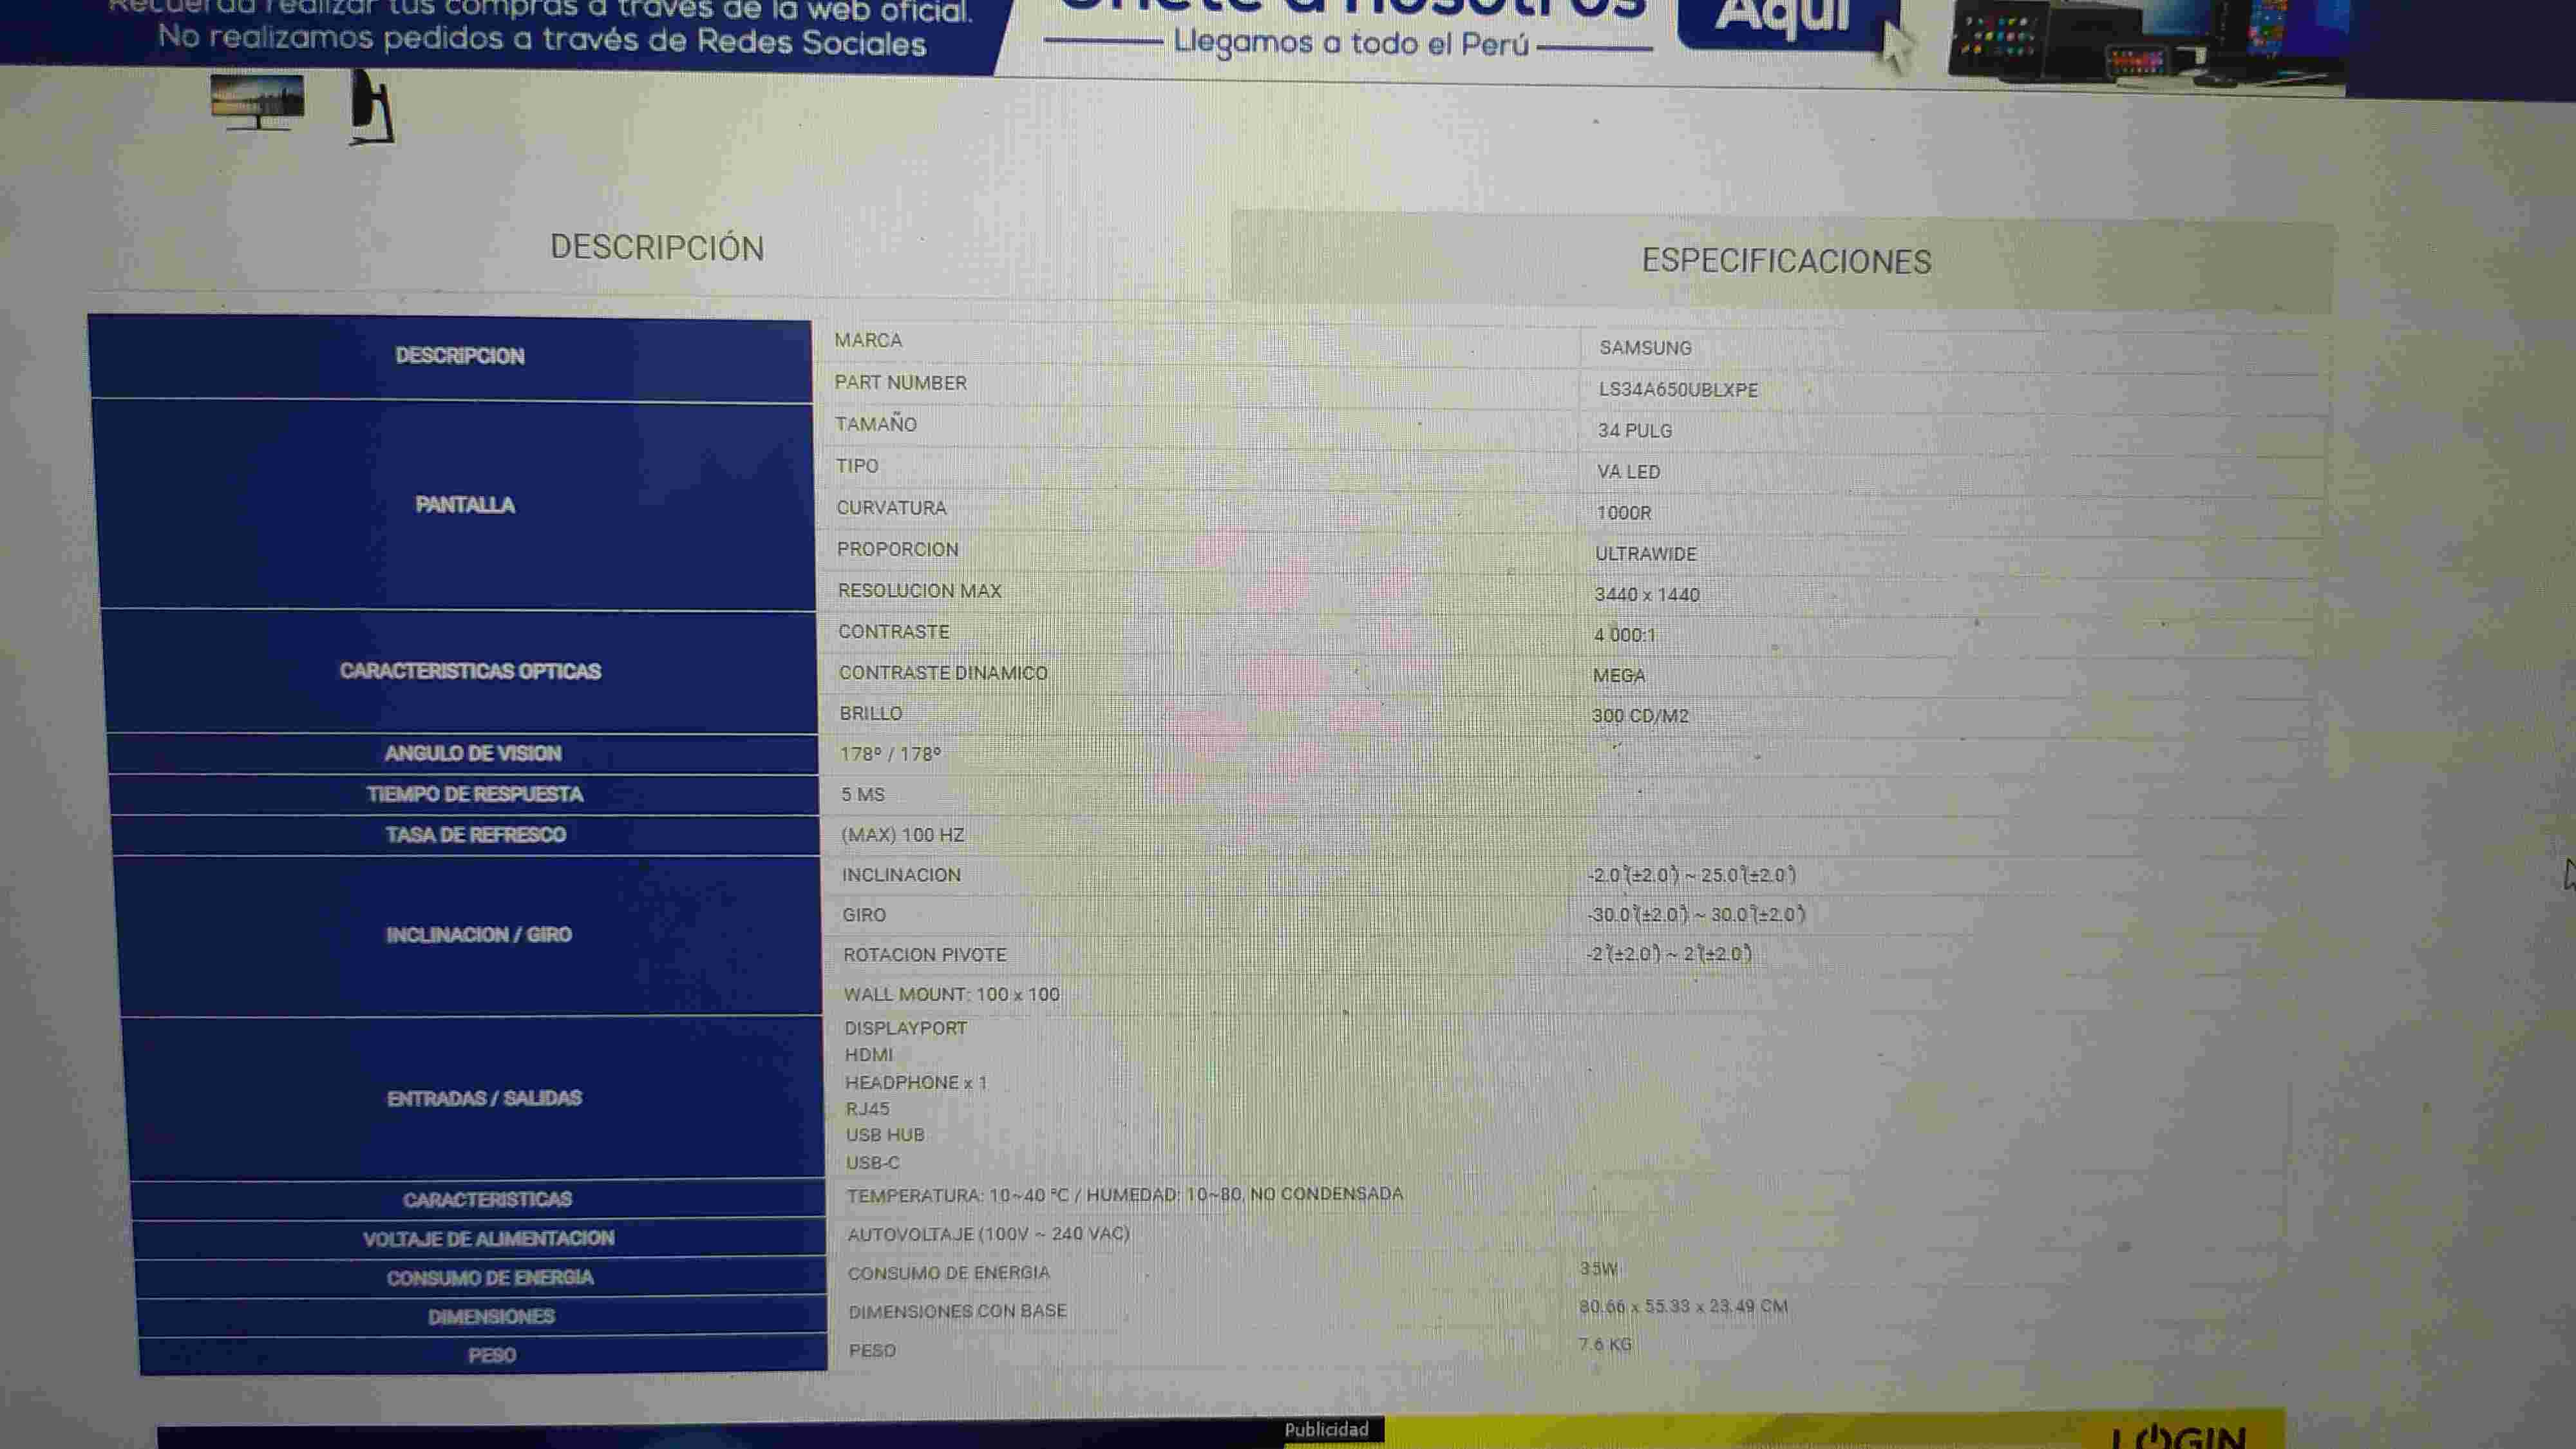 Recuerda realizar tus compras a través de la web oficial.
No realizamos pedidos a través de Redes Sociales
Únete a nosotros
Llegamos a todo el Perú
Aquí
DESCRIPCIÓN
ESPECIFICACIONES
DESCRIPCION
MARCA SAMSUNG
PART NUMBER LS34A650UBLXPE
PANTALLA
TAMAÑO 34 PULG
TIPO VA LED
CURVATURA 1000R
PROPORCION ULTRAWIDE
RESOLUCION MAX 3440 x 1440
CARACTERISTICAS OPTICAS
CONTRASTE 4 000:1
CONTRASTE DINAMICO MEGA
BRILLO 300 CD/M2
ANGULO DE VISION 178º / 178º
TIEMPO DE RESPUESTA 5 MS
TASA DE REFRESCO (MAX) 100 HZ
INCLINACION / GIRO
INCLINACION -2.0˚(±2.0˚) ~ 25.0˚(±2.0˚)
GIRO -30.0˚(±2.0˚) ~ 30.0˚(±2.0˚)
ROTACION PIVOTE -2˚(±2.0˚) ~ 2˚(±2.0˚)
WALL MOUNT: 100 x 100
ENTRADAS / SALIDAS
DISPLAYPORT
HDMI
HEADPHONE x 1
RJ45
USB HUB
USB-C
CARACTERISTICAS TEMPERATURA: 10~40 ℃ / HUMEDAD: 10~80, NO CONDENSADA
VOLTAJE DE ALIMENTACION AUTOVOLTAJE (100V ~ 240 VAC)
CONSUMO DE ENERGIA CONSUMO DE ENERGIA 35W
DIMENSIONES DIMENSIONES CON BASE 80.66 x 55.33 x 23.49 CM
PESO PESO 7.6 KG
Publicidad
LOGIN